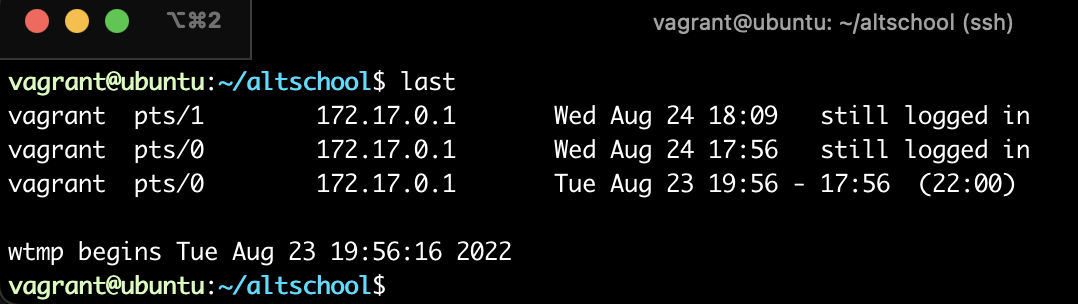 ⌥⌘2
vagrant@ubuntu: ~/altschool (ssh)
vagrant@ubuntu:~/altschool$ last
vagrant  pts/1        172.17.0.1       Wed Aug 24 18:09   still logged in
vagrant  pts/0        172.17.0.1       Wed Aug 24 17:56   still logged in
vagrant  pts/0        172.17.0.1       Tue Aug 23 19:56 - 17:56  (22:00)
wtmp begins Tue Aug 23 19:56:16 2022
vagrant@ubuntu:~/altschool$